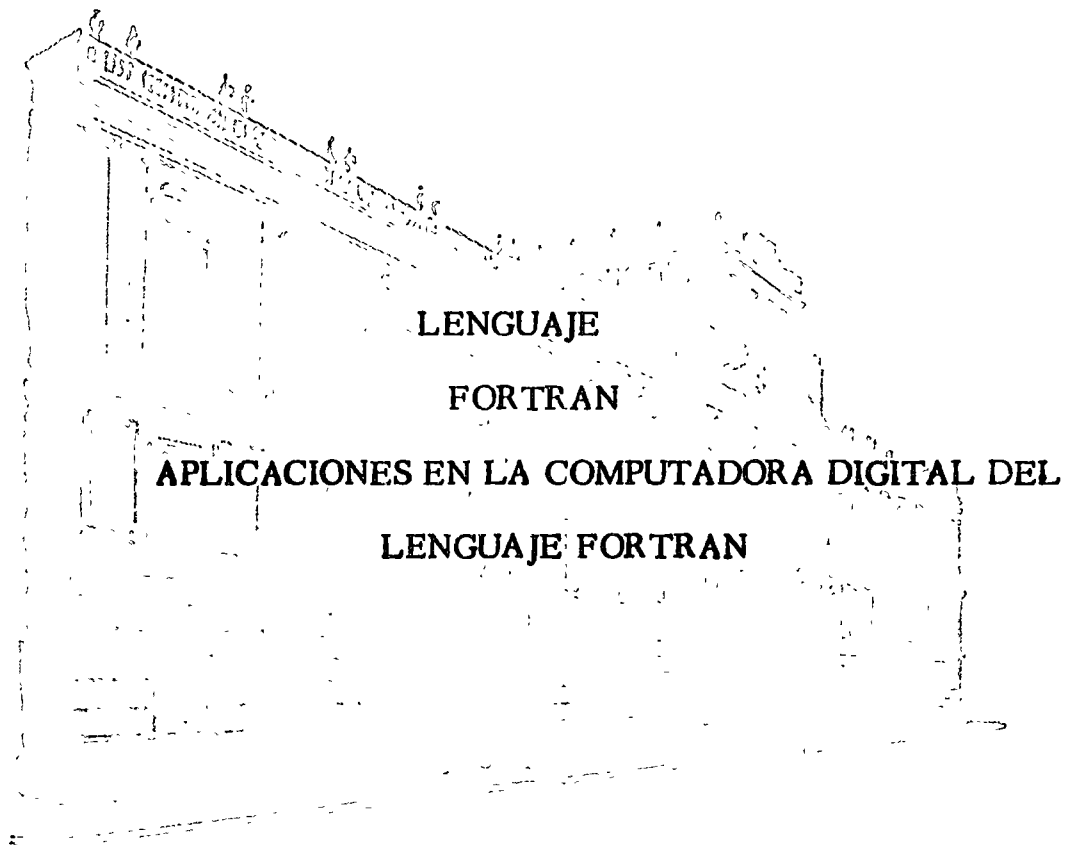 LENGUAJE
FORTRAN
APLICACIONES EN LA COMPUTADORA DIGITAL DEL
LENGUAJE FORTRAN